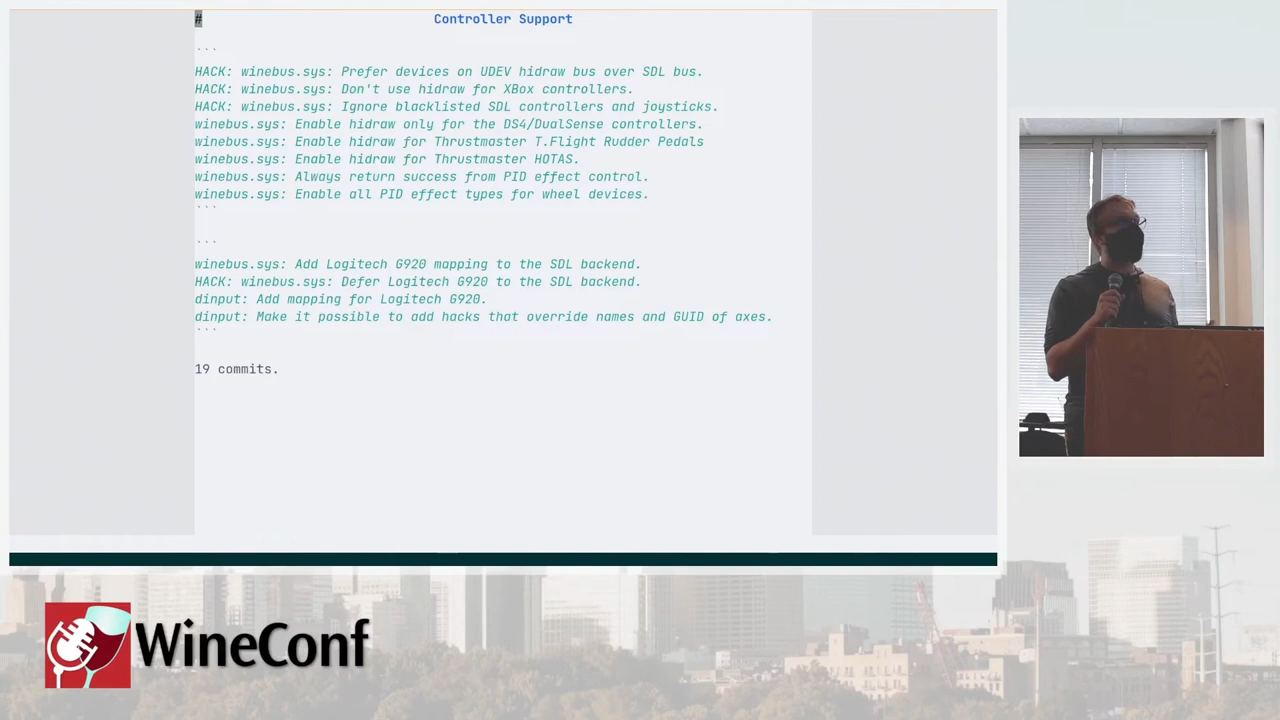 # Controller Support
```
HACK: winebus.sys: Prefer devices on UDEV hidraw bus over SDL bus.
HACK: winebus.sys: Don't use hidraw for XBox controllers.
HACK: winebus.sys: Ignore blacklisted SDL controllers and joysticks.
winebus.sys: Enable hidraw only for the DS4/DualSense controllers.
winebus.sys: Enable hidraw for Thrustmaster T.Flight Rudder Pedals
winebus.sys: Enable hidraw for Thrustmaster HOTAS.
winebus.sys: Always return success from PID effect control.
winebus.sys: Enable all PID effect types for wheel devices.
```
```
winebus.sys: Add Logitech G920 mapping to the SDL backend.
HACK: winebus.sys: Defer Logitech G920 to the SDL backend.
dinput: Add mapping for Logitech G920.
dinput: Make it possible to add hacks that override names and GUID of axes.
```
19 commits.
WineConf